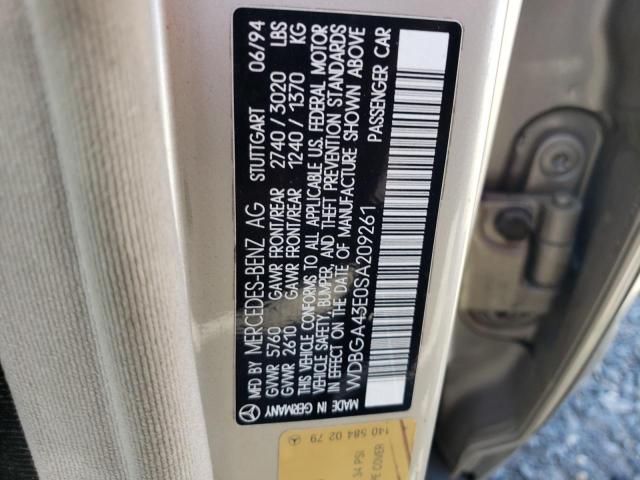 MFD BY MERCEDES-BENZ AG STUTTGART 06/94
GVWR 5760 GAWR FRONT/REAR 2740/3020 LBS
GVWR 2610 GAWR FRONT/REAR 1240/1370 KG
THIS VEHICLE CONFORMS TO ALL APPLICABLE U.S. FEDERAL MOTOR
VEHICLE SAFETY, BUMPER, AND THEFT PREVENTION STANDARDS
IN EFFECT ON THE DATE OF MANUFACTURE SHOWN ABOVE
WDBGA43E0SA209261 PASSENGER CAR
MADE IN GERMANY
140 584 02 79
34 PSI
COVER